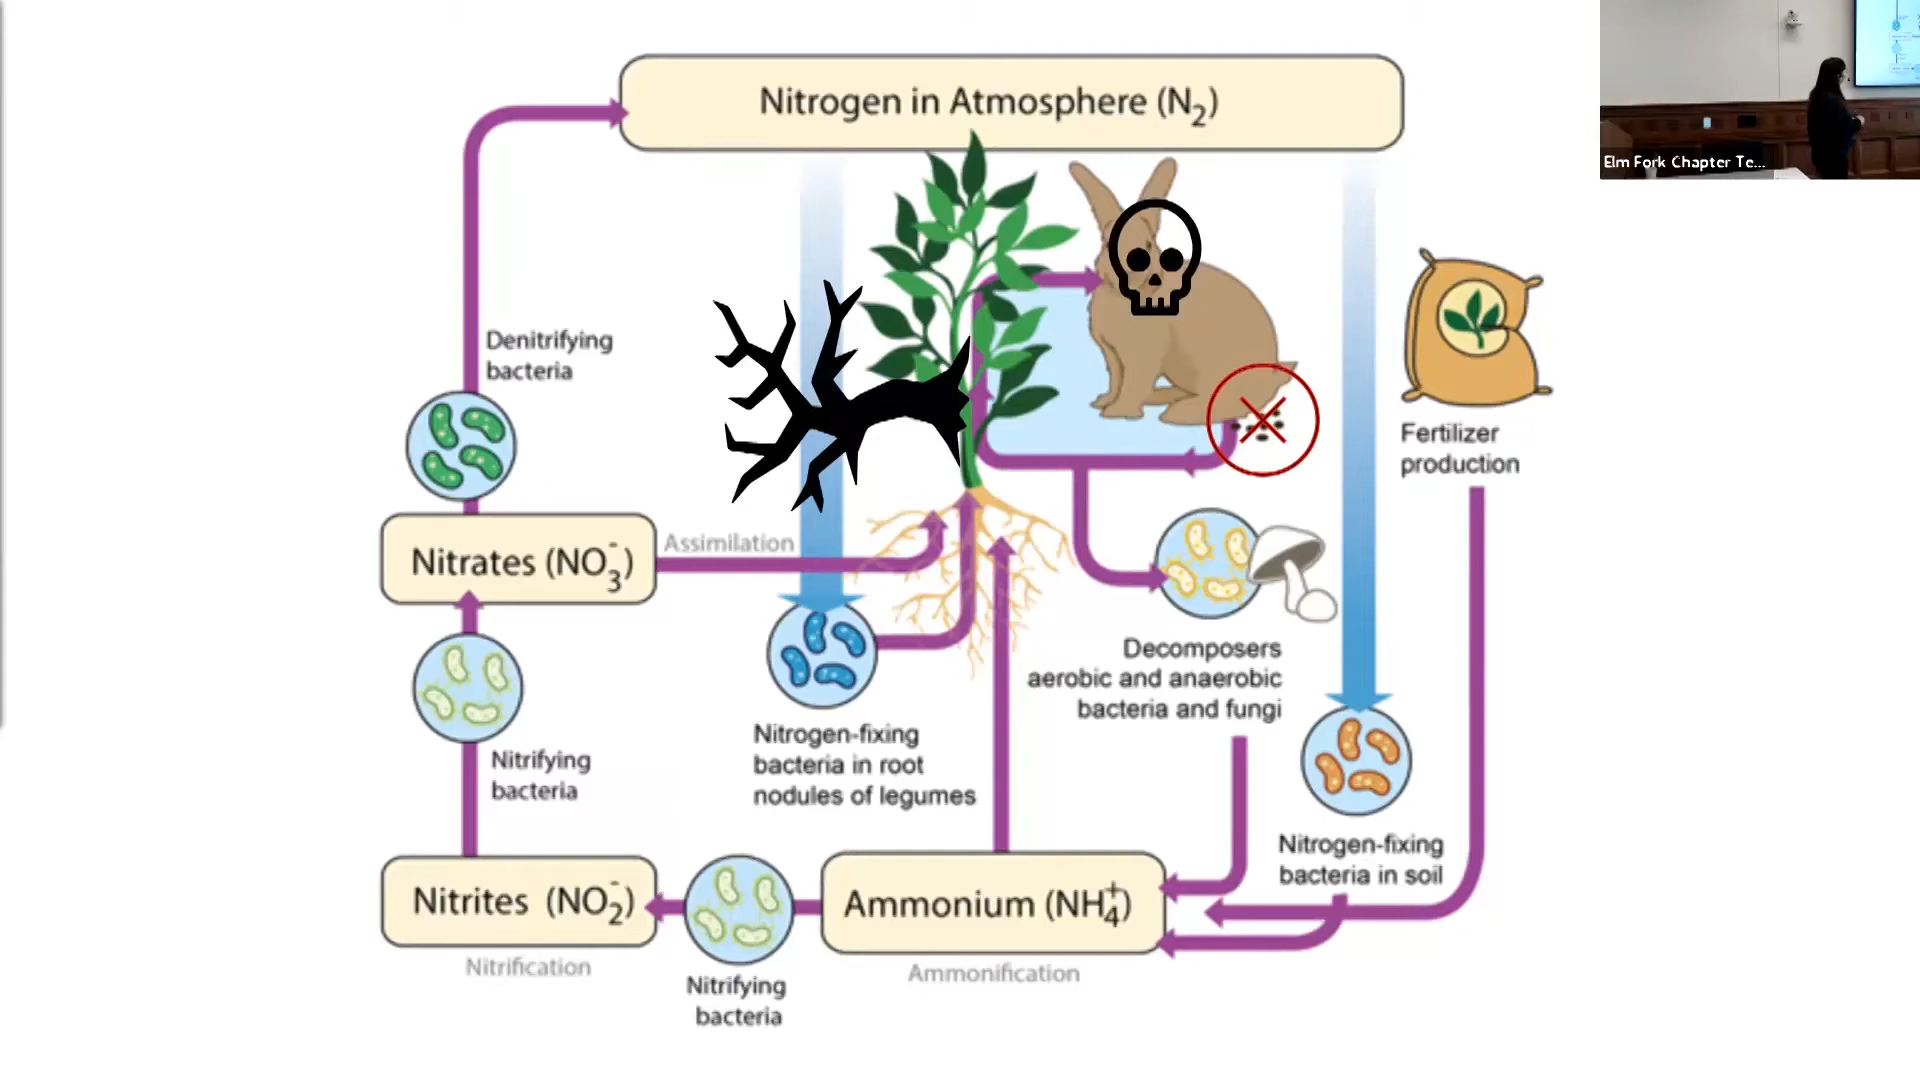 Nitrogen in Atmosphere (N2)
Elm Fork Chapter Te...
Denitrifying
bacteria
Fertilizer
production
Nitrates (NO3-)
Assimilation
Decomposers
aerobic and anaerobic
bacteria and fungi
Nitrogen-fixing
bacteria in root
nodules of legumes
Nitrifying
bacteria
Nitrogen-fixing
bacteria in soil
Nitrites (NO2-)
Ammonium (NH4+)
Nitrification
Ammonification
Nitrifying
bacteria